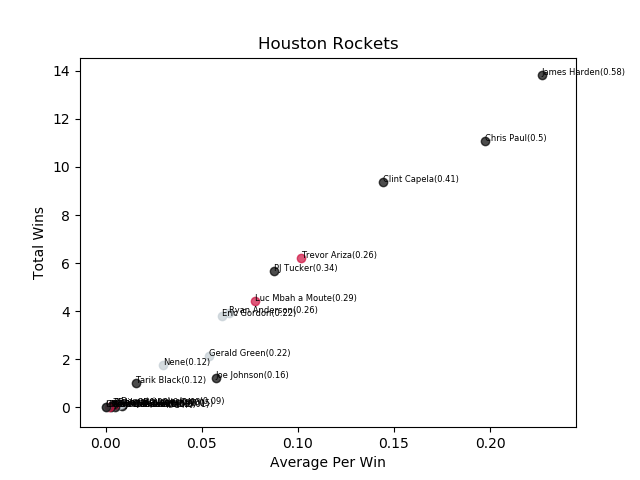 Houston Rockets
14
12
10
8
6
4
2
0
Total Wins
James Harden(0.58)
Chris Paul(0.5)
Clint Capela(0.41)
Trevor Ariza(0.26)
PJ Tucker(0.34)
Luc Mbah a Moute(0.29)
Ryan Anderson(0.26)
Eric Gordon(0.22)
Gerald Green(0.22)
Nene(0.12)
Joe Johnson(0.16)
Tarik Black(0.12)
0.00
0.05
0.10
0.15
0.20
Average Per Win